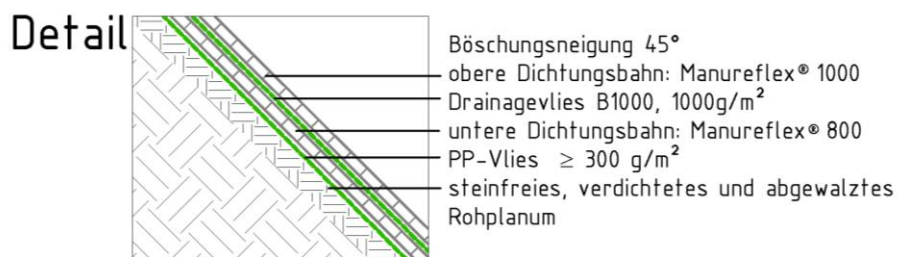 Detail
Böschungsneigung 45°
obere Dichtungsbahn: Manureflex® 1000
Drainagevlies B1000, 1000g/m²
untere Dichtungsbahn: Manureflex® 800
PP-Vlies ≥ 300 g/m²
steinfreies, verdichtetes und abgewalztes
Rohplanum